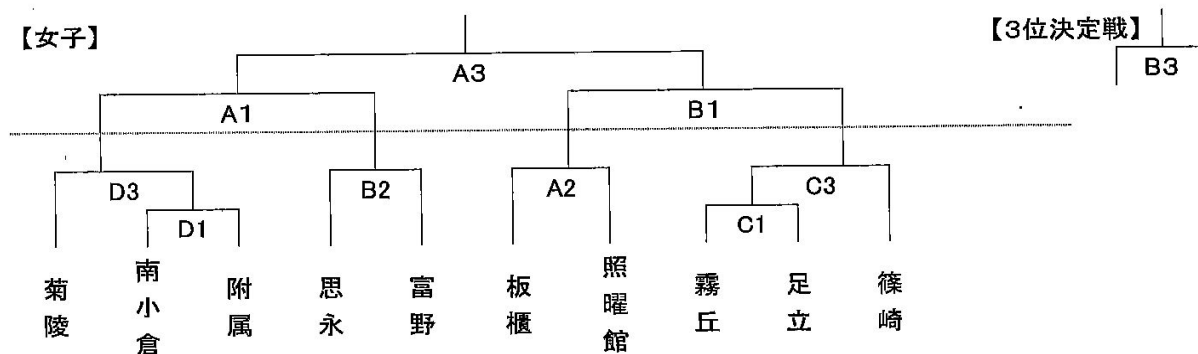 【女子】
【3位決定戦】
A3
B3
A1
B1
D3
B2
A2
C3
D1
C1
菊陵
南小倉
附属
思永
富野
板櫃
照曜館
霧丘
足立
篠崎